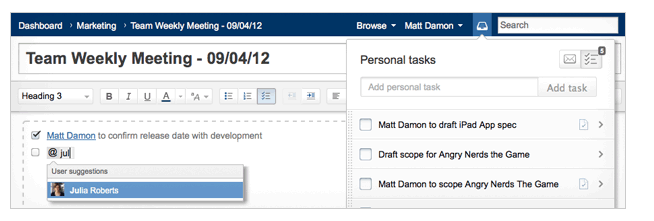 Dashboard › Marketing › Team Weekly Meeting - 09/04/12
Browse Matt Damon Search
Team Weekly Meeting - 09/04/12
Heading 3 B I U A ªA
Matt Damon to confirm release date with development
@ jul
User suggestions
Julia Roberts
Personal tasks
5
Add personal task Add task
Matt Damon to draft iPad App spec
Draft scope for Angry Nerds the Game
Matt Damon to scope Angry Nerds The Game